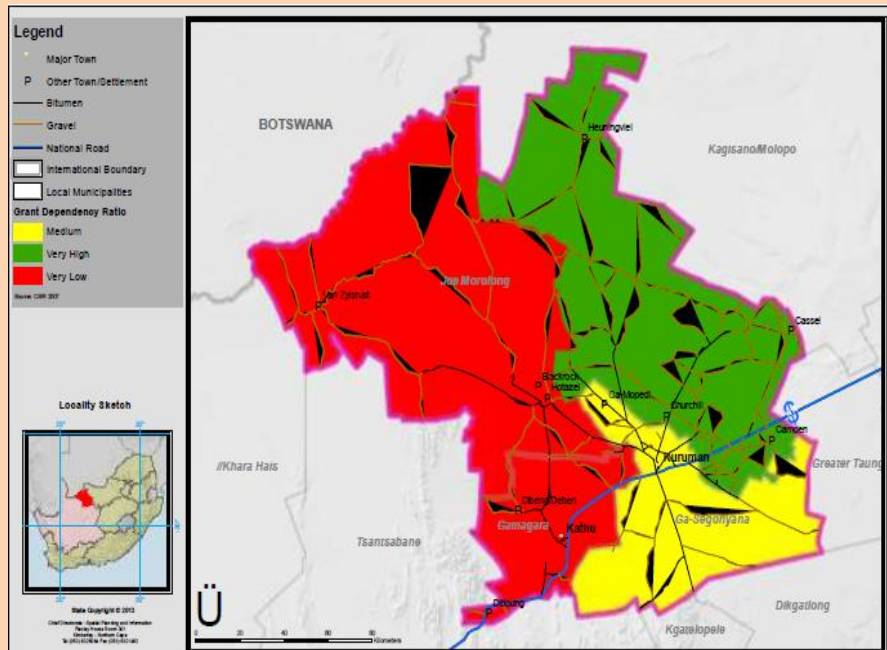 Legend
Major Town
P Other Town/Settlement
Bitumen
Gravel
National Road
International Boundary
Local Municipalities
Grant Dependency Ratio
Medium
Very High
Very Low
BOTSWANA
Heuningvlei
Kagisano/Molopo
Joe Morolong
Van Zylsrust
Cassel
Blackrock
Hotazel
Ga-Mopedi
Churchill
Camden
Kuruman
Greater Taung
//Khara Hais
Dibeng/Deben
Gamagara
Kathu
Ga-Segonyana
Tsantsabane
Dikgatlong
Kgatelopele
Locality Sketch
State Copyright © 2013
Ü
Kilometers